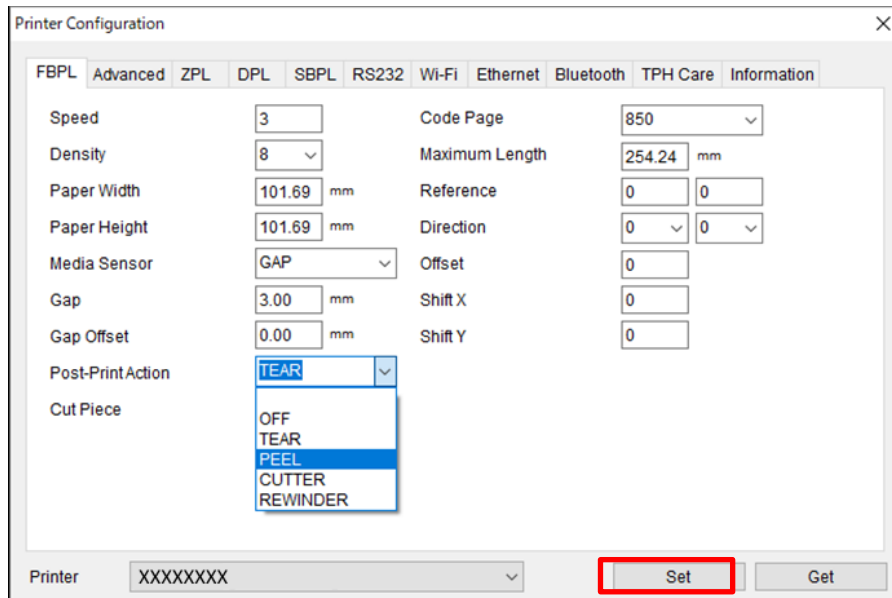 Printer Configuration
FBPL Advanced ZPL DPL SBPL RS232 Wi-Fi Ethernet Bluetooth TPH Care Information
Speed 3 Code Page 850
Density 8 Maximum Length 254.24 mm
Paper Width 101.69 mm Reference 0 0
Paper Height 101.69 mm Direction 0 0
Media Sensor GAP Offset 0
Gap 3.00 mm Shift X 0
Gap Offset 0.00 mm Shift Y 0
Post-Print Action TEAR
Cut Piece
OFF
TEAR
PEEL
CUTTER
REWINDER
Printer XXXXXXXX Set Get